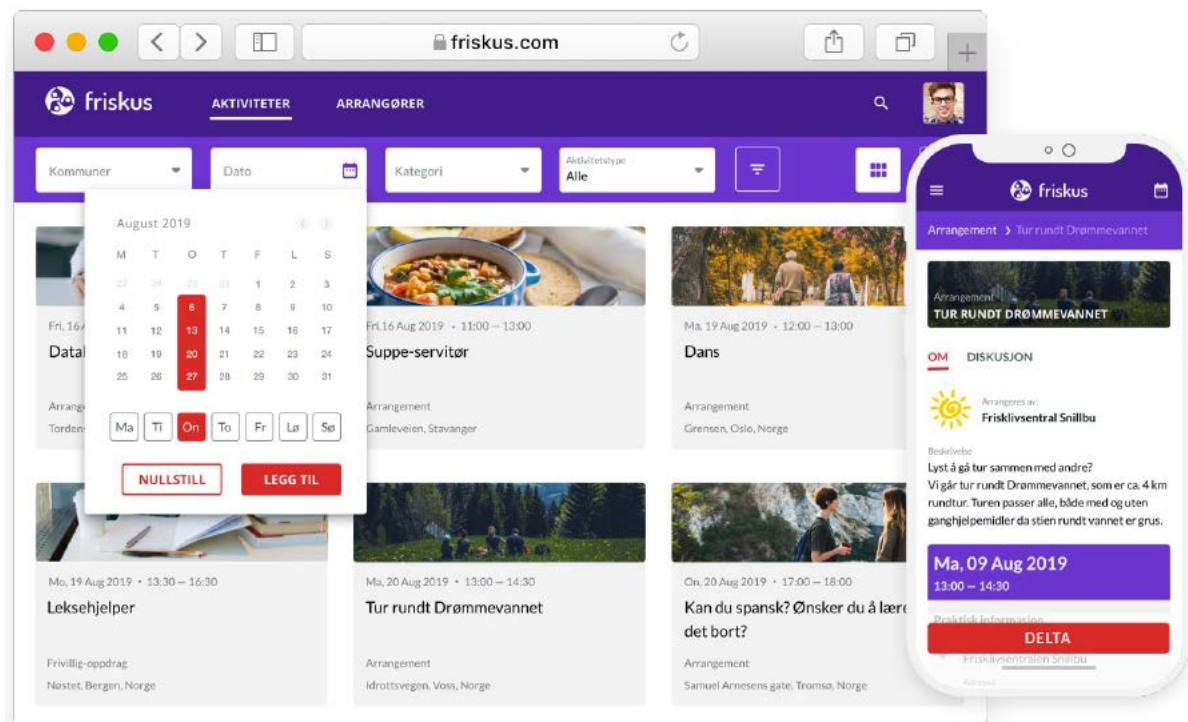 friskus.com
friskus
AKTIVITETER
ARRANGØRER
Kommuner
Dato
Kategori
Aktivitetstype
Alle
August 2019
M T O T F L S
27 28 29 30 1 2 3
4 5 6 7 8 9 10
11 12 13 14 15 16 17
18 19 20 21 22 23 24
25 26 27 28 29 30 31
Ma Ti On To Fr Lø Sø
NULLSTILL
LEGG TIL
Fri, 16
Datal
Arrang
Tordens
Fri, 16 Aug 2019 • 11:00 – 13:00
Suppe-servitør
Arrangement
Gamleveien, Stavanger
Ma, 19 Aug 2019 • 12:00 – 13:00
Dans
Arrangement
Grensen, Oslo, Norge
Mo, 19 Aug 2019 • 13:30 – 16:30
Leksehjelper
Frivillig-oppdrag
Nøstet, Bergen, Norge
Ma, 20 Aug 2019 • 13:00 – 14:30
Tur rundt Drømmevannet
Arrangement
Idrottsvegen, Voss, Norge
On, 20 Aug 2019 • 17:00 – 18:00
Kan du spansk? Ønsker du å lære
det bort?
Arrangement
Samuel Arnesens gate, Tromsø, Norge
friskus
Arrangement > Tur rundt Drømmevannet
Arrangement
TUR RUNDT DRØMMEVANNET
OM
DISKUSJON
Arrangeres av:
Frisklivsentral Snillbu
Beskrivelse
Lyst å gå tur sammen med andre?
Vi går tur rundt Drømmevannet, som er ca. 4 km
rundtur. Turen passer alle, både med og uten
ganghjelpemidler da stien rundt vannet er grus.
Ma, 09 Aug 2019
13:00 – 14:30
Praktisk informasjon
DELTA
Frisklivsentralen Snillbu